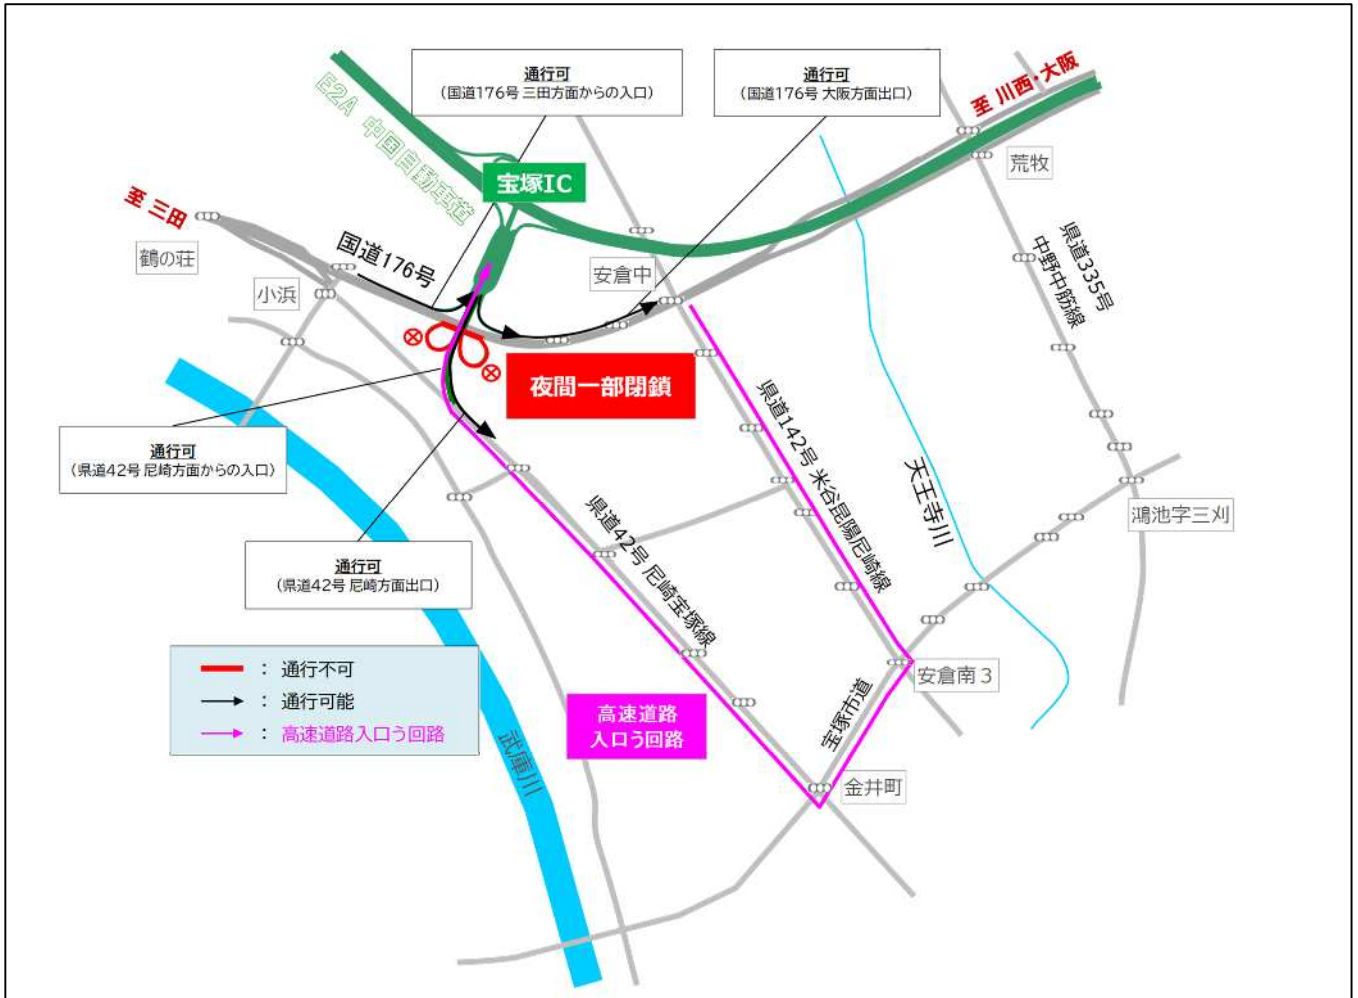 通行可
(国道176号 三田方面からの入口)
通行可
(国道176号 大阪方面出口)
至 川西・大阪
E2A 中国自動車道
宝塚IC
荒牧
至 三田
鶴の荘
国道176号
小浜
安倉中
県道335号
中野中筋線
夜間一部閉鎖
県道142号 米谷昆陽尼崎線
天王寺川
通行可
(県道42号 尼崎方面からの入口)
県道42号 尼崎宝塚線
鴻池字三刈
通行可
(県道42号 尼崎方面出口)
: 通行不可
: 通行可能
: 高速道路入口う回路
高速道路
入口う回路
安倉南3
宝塚市道
武庫川
金井町